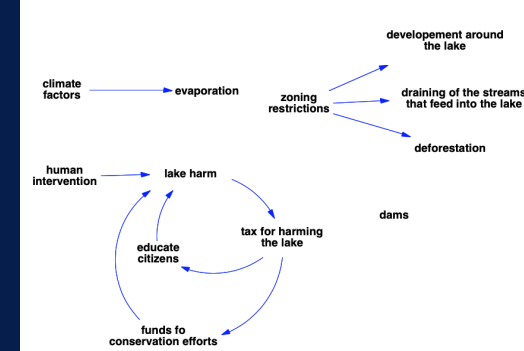 developement around
the lake
climate
factors
evaporation
zoning
restrictions
draining of the streams
that feed into the lake
deforestation
human
intervention
lake harm
dams
tax for harming
the lake
educate
citizens
funds fo
conservation efforts